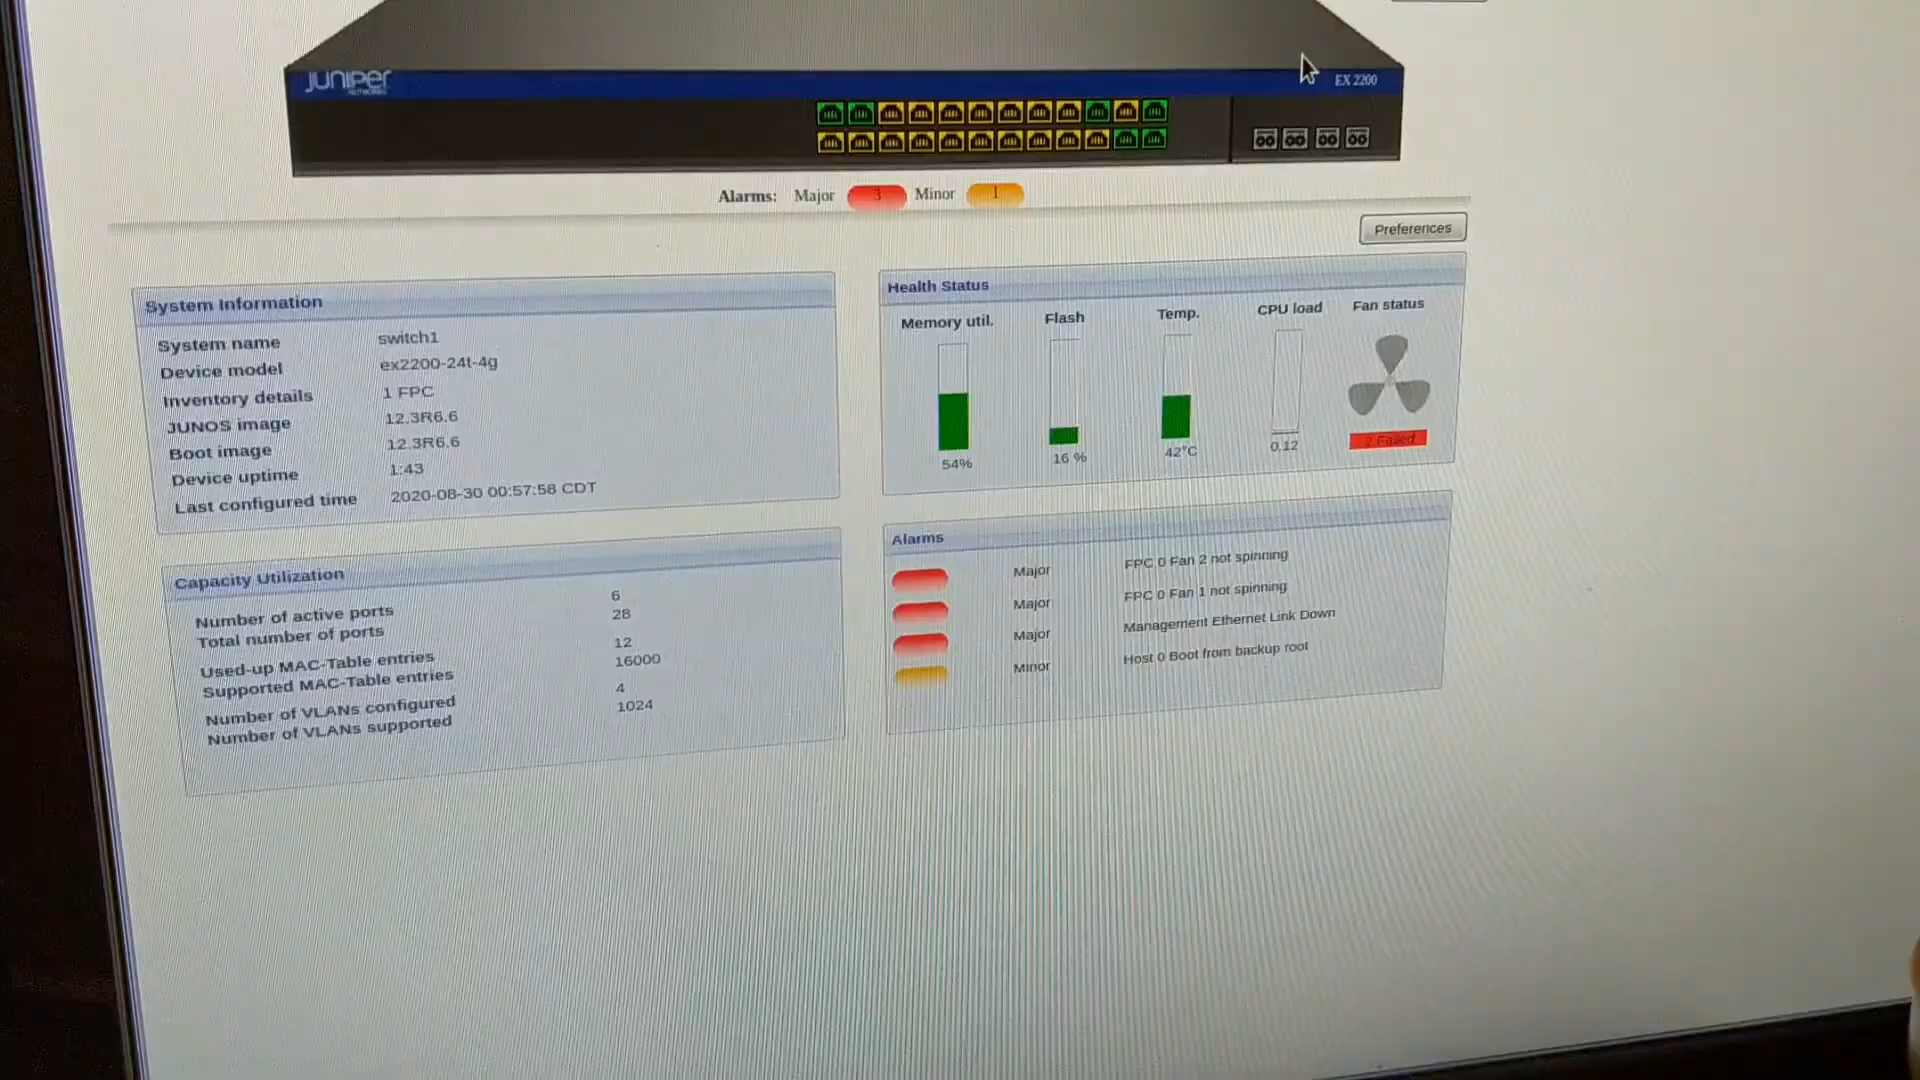 JUNIPER
NETWORKS
EX 2200
Alarms: Major 3 Minor 1
Preferences
System Information
System name switch1
Device model ex2200-24t-4g
Inventory details 1 FPC
JUNOS image 12.3R6.6
Boot image 12.3R6.6
Device uptime 1:43
Last configured time 2020-08-30 00:57:58 CDT
Health Status
Memory util. Flash Temp. CPU load Fan status
54% 16 % 42°C 0.12 2 Failed
Capacity Utilization
Number of active ports 6
Total number of ports 28
Used-up MAC-Table entries 12
Supported MAC-Table entries 16000
Number of VLANs configured 4
Number of VLANs supported 1024
Alarms
Major FPC 0 Fan 2 not spinning
Major FPC 0 Fan 1 not spinning
Major Management Ethernet Link Down
Minor Host 0 Boot from backup root